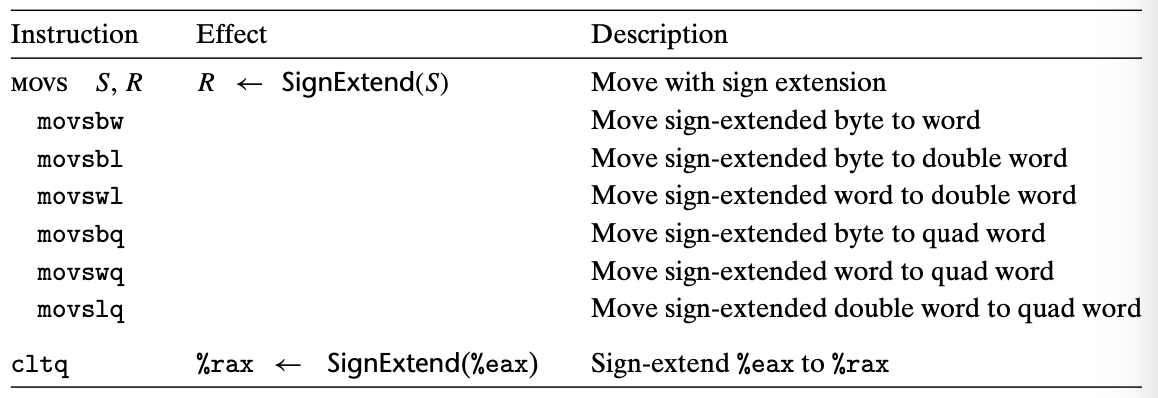 Instruction Effect Description
MOVS S, R R ← SignExtend(S) Move with sign extension
movsbw Move sign-extended byte to word
movsbl Move sign-extended byte to double word
movswl Move sign-extended word to double word
movsbq Move sign-extended byte to quad word
movswq Move sign-extended word to quad word
movslq Move sign-extended double word to quad word
cltq %rax ← SignExtend(%eax) Sign-extend %eax to %rax